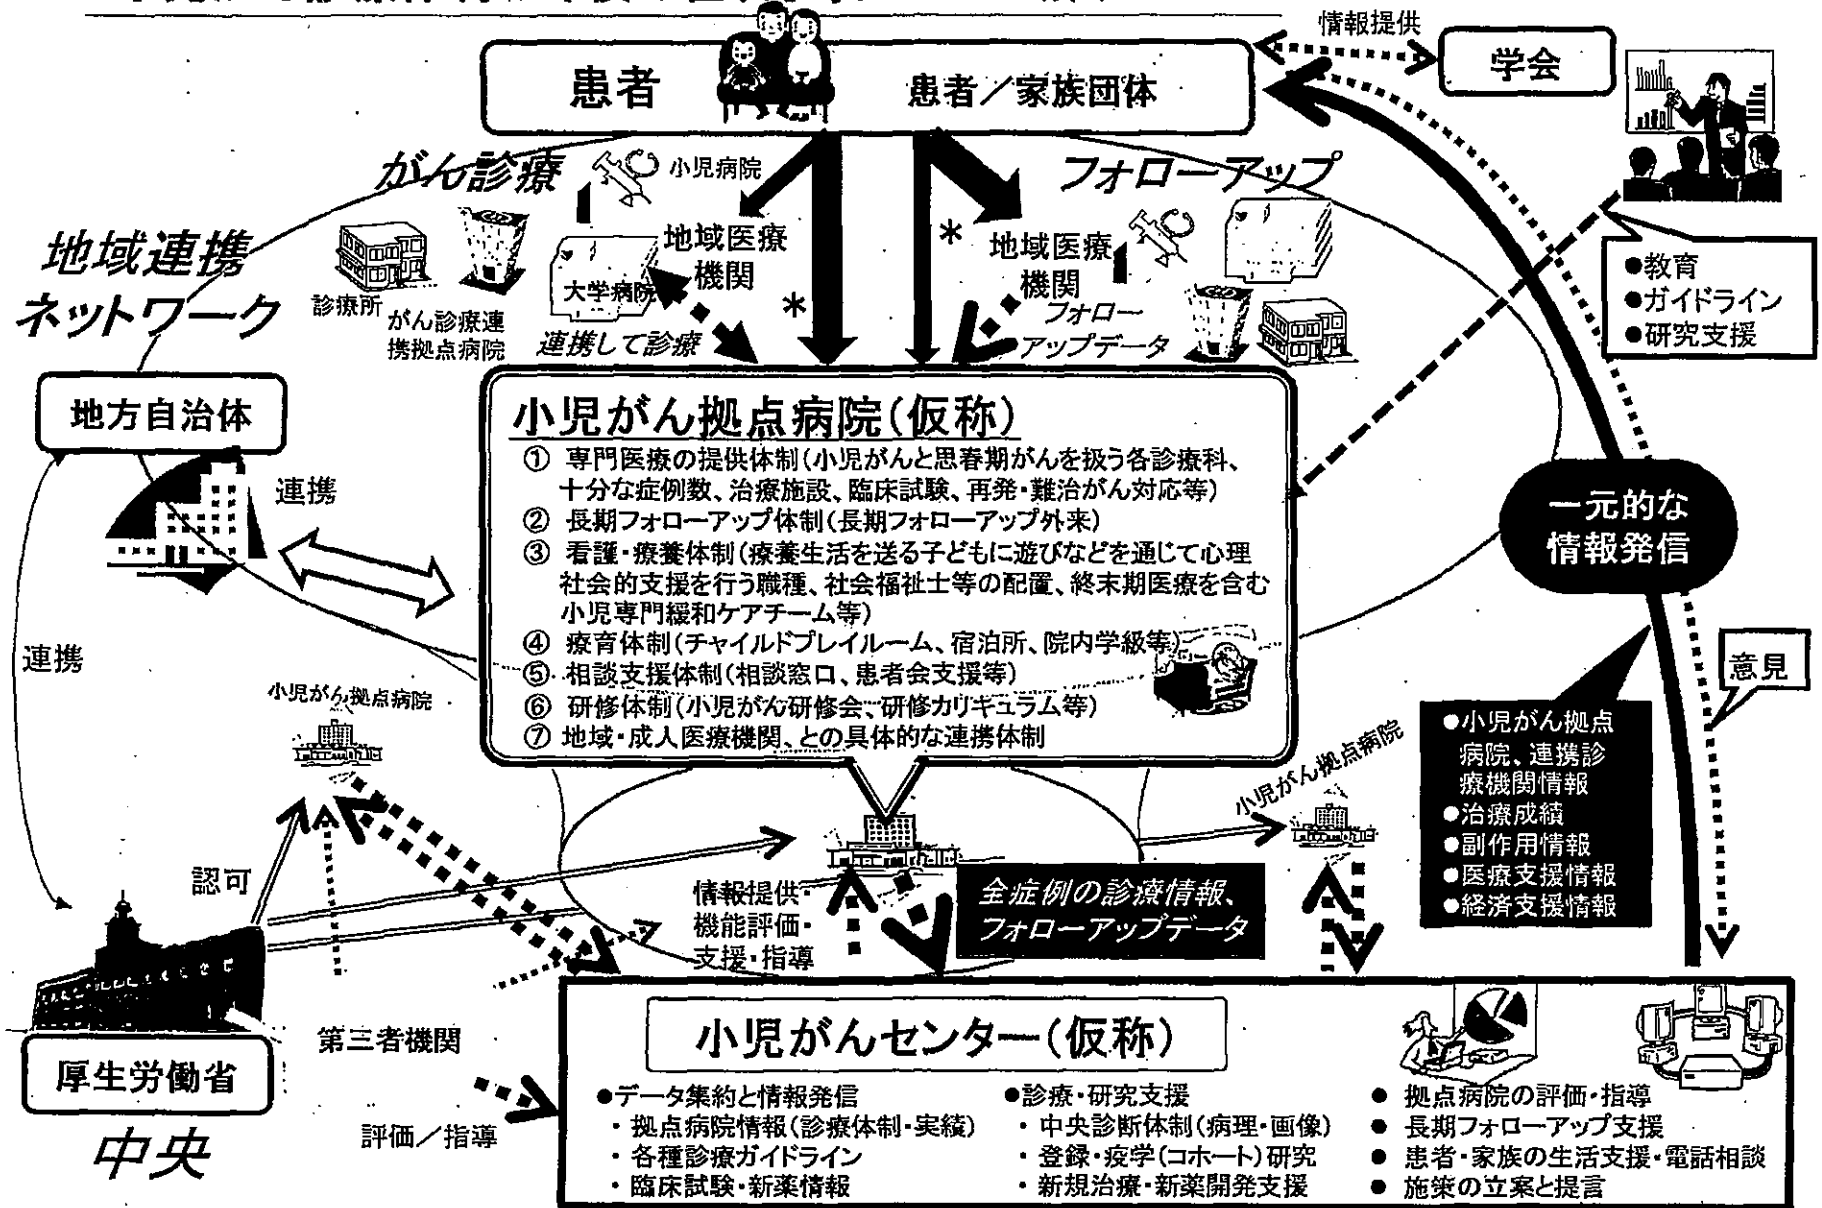 情報提供
学会
患者
患者／家族団体
がん診療
小児病院
フォローアップ
地域連携
ネットワーク
地域医療
機関
*
*
地域医療
機関
診療所
がん診療連
携拠点病院
大学病院
連携して診療
フォロー
アップデータ
●教育
●ガイドライン
●研究支援
地方自治体
連携
連携
小児がん拠点病院(仮称)
① 専門医療の提供体制(小児がんと思春期がんを扱う各診療科、
十分な症例数、治療施設、臨床試験、再発・難治がん対応等)
② 長期フォローアップ体制(長期フォローアップ外来)
③ 看護・療養体制(療養生活を送る子どもに遊びなどを通じて心理
社会的支援を行う職種、社会福祉士等の配置、終末期医療を含む
小児専門緩和ケアチーム等)
④ 療育体制(チャイルドプレイルーム、宿泊所、院内学級等)
⑤ 相談支援体制(相談窓口、患者会支援等)
⑥ 研修体制(小児がん研修会、研修カリキュラム等)
⑦ 地域・成人医療機関、との具体的な連携体制
一元的な
情報発信
意見
●小児がん拠点
病院、連携診
療機関情報
●治療成績
●副作用情報
●医療支援情報
●経済支援情報
小児がん拠点病院
小児がん拠点病院
認可
情報提供・
機能評価・
支援・指導
全症例の診療情報、
フォローアップデータ
厚生労働省
中央
第三者機関
評価／指導
小児がんセンター(仮称)
●データ集約と情報発信
・拠点病院情報(診療体制・実績)
・各種診療ガイドライン
・臨床試験・新薬情報
●診療・研究支援
・中央診断体制(病理・画像)
・登録・疫学(コホート)研究
・新規治療・新薬開発支援
● 拠点病院の評価・指導
● 長期フォローアップ支援
● 患者・家族の生活支援・電話相談
● 施策の立案と提言